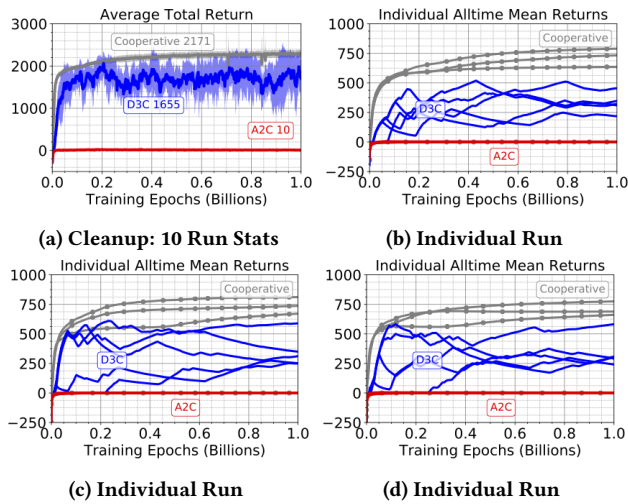 Average Total Return
3000
2000
1000
0
Cooperative 2171
D3C 1655
A2C 10
0.0 0.2 0.4 0.6 0.8 1.0
Training Epochs (Billions)
(a) Cleanup: 10 Run Stats
Individual Alltime Mean Returns
1000
750
500
250
0
−250
Cooperative
D3C
A2C
0.0 0.2 0.4 0.6 0.8 1.0
Training Epochs (Billions)
(b) Individual Run
Individual Alltime Mean Returns
1000
750
500
250
0
−250
Cooperative
D3C
A2C
0.0 0.2 0.4 0.6 0.8 1.0
Training Epochs (Billions)
(c) Individual Run
Individual Alltime Mean Returns
1000
750
500
250
0
−250
Cooperative
D3C
A2C
0.0 0.2 0.4 0.6 0.8 1.0
Training Epochs (Billions)
(d) Individual Run